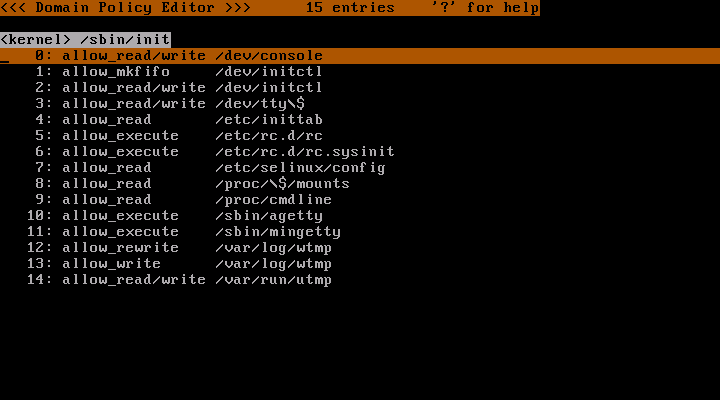 <<< Domain Policy Editor >>>      15 entries    '?' for help
<kernel> /sbin/init
0: allow_read/write /dev/console
1: allow_mkfifo     /dev/initctl
2: allow_read/write /dev/initctl
3: allow_read/write /dev/tty\$
4: allow_read       /etc/inittab
5: allow_execute    /etc/rc.d/rc
6: allow_execute    /etc/rc.d/rc.sysinit
7: allow_read       /etc/selinux/config
8: allow_read       /proc/\$/mounts
9: allow_read       /proc/cmdline
10: allow_execute    /sbin/agetty
11: allow_execute    /sbin/mingetty
12: allow_rewrite    /var/log/wtmp
13: allow_write      /var/log/wtmp
14: allow_read/write /var/run/utmp